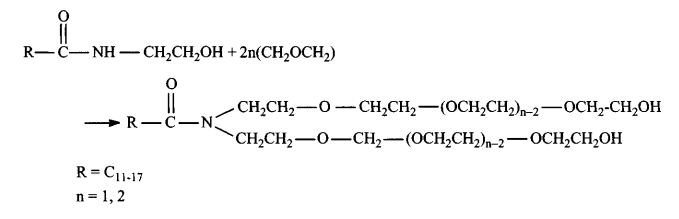 O
R—C—NH—CH₂CH₂OH + 2n(CH₂OCH₂)
O
CH₂CH₂—O—CH₂CH₂—(OCH₂CH₂)ₙ₋₂—OCH₂-CH₂OH
R—C—N
CH₂CH₂—O—CH₂—(OCH₂CH₂)ₙ₋₂—OCH₂CH₂OH
R = C₁₁₋₁₇
n = 1, 2